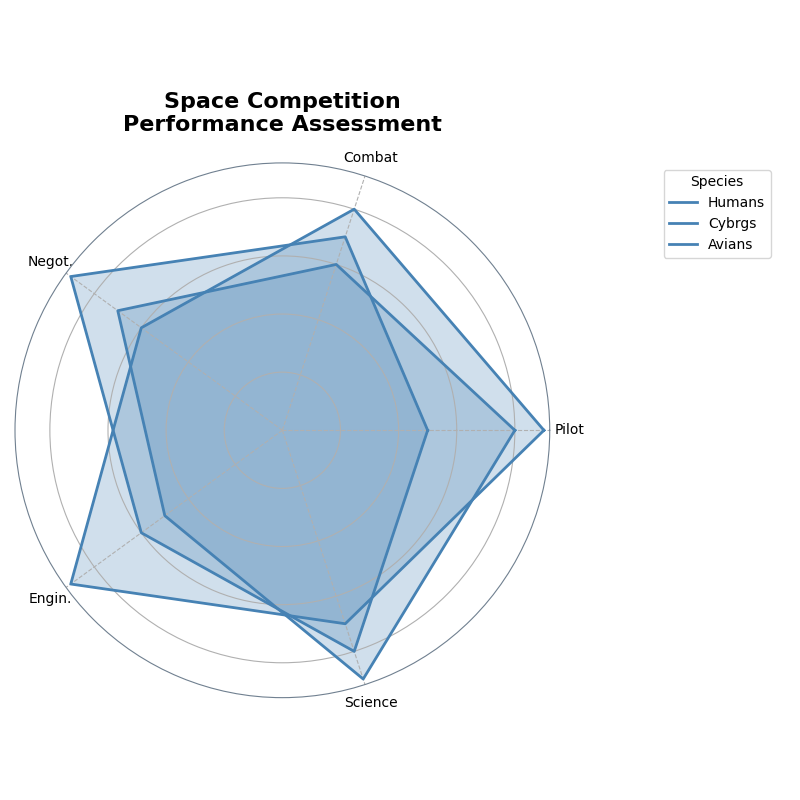 Space Competition
Performance Assessment
Combat
Species
Humans
Cybrgs
Avians
Negot.
Pilot
Engin.
Science